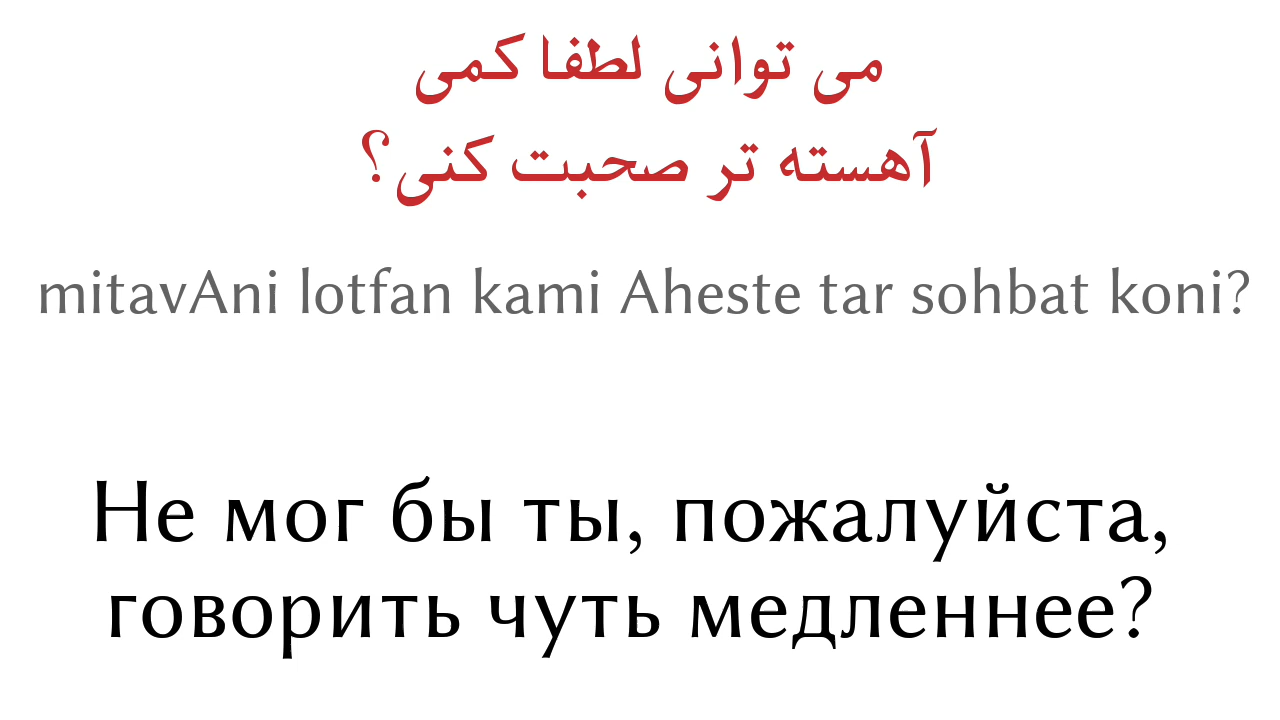 می توانی لطفا کمی
آهسته تر صحبت کنی؟
mitavAni lotfan kami Aheste tar sohbat koni?
Не мог бы ты, пожалуйста,
говорить чуть медленнее?